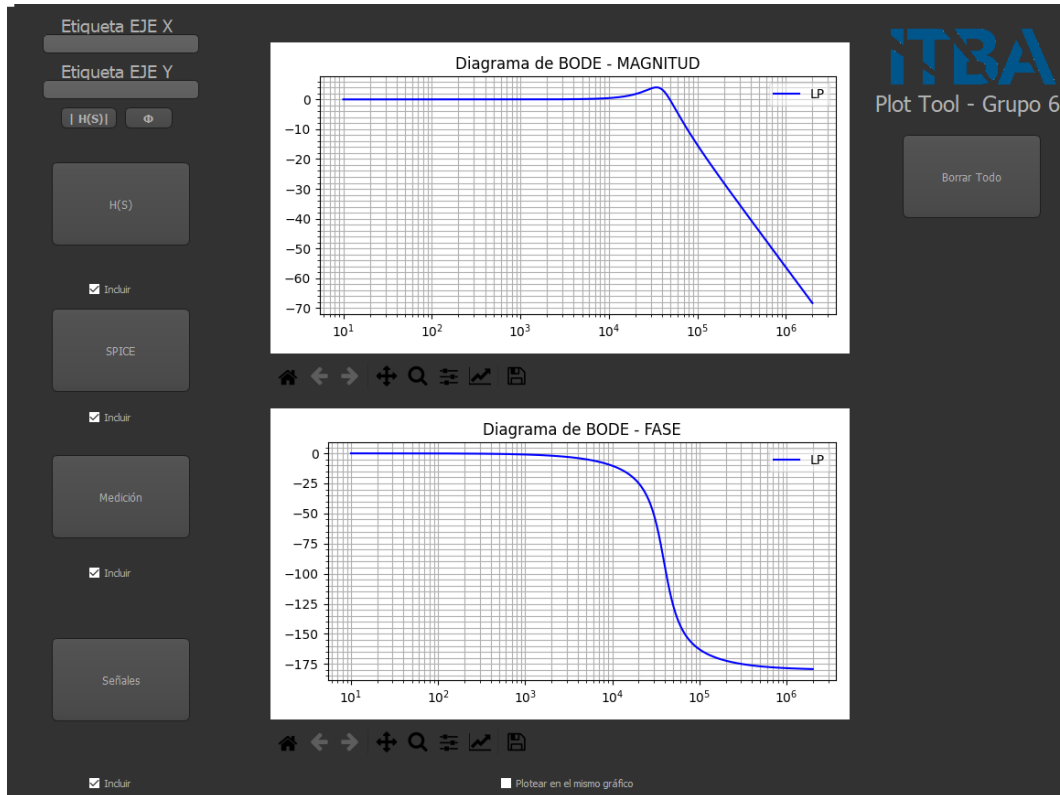 Etiqueta EJE X
Etiqueta EJE Y
| H(S)| Φ
H(S)
Incluir
SPICE
Incluir
Medición
Incluir
Señales
Incluir
Diagrama de BODE - MAGNITUD
LP
0
−10
−20
−30
−40
−50
−60
−70
10¹ 10² 10³ 10⁴ 10⁵ 10⁶
Diagrama de BODE - FASE
LP
0
−25
−50
−75
−100
−125
−150
−175
10¹ 10² 10³ 10⁴ 10⁵ 10⁶
Plotear en el mismo gráfico
iTBA
Plot Tool - Grupo 6
Borrar Todo